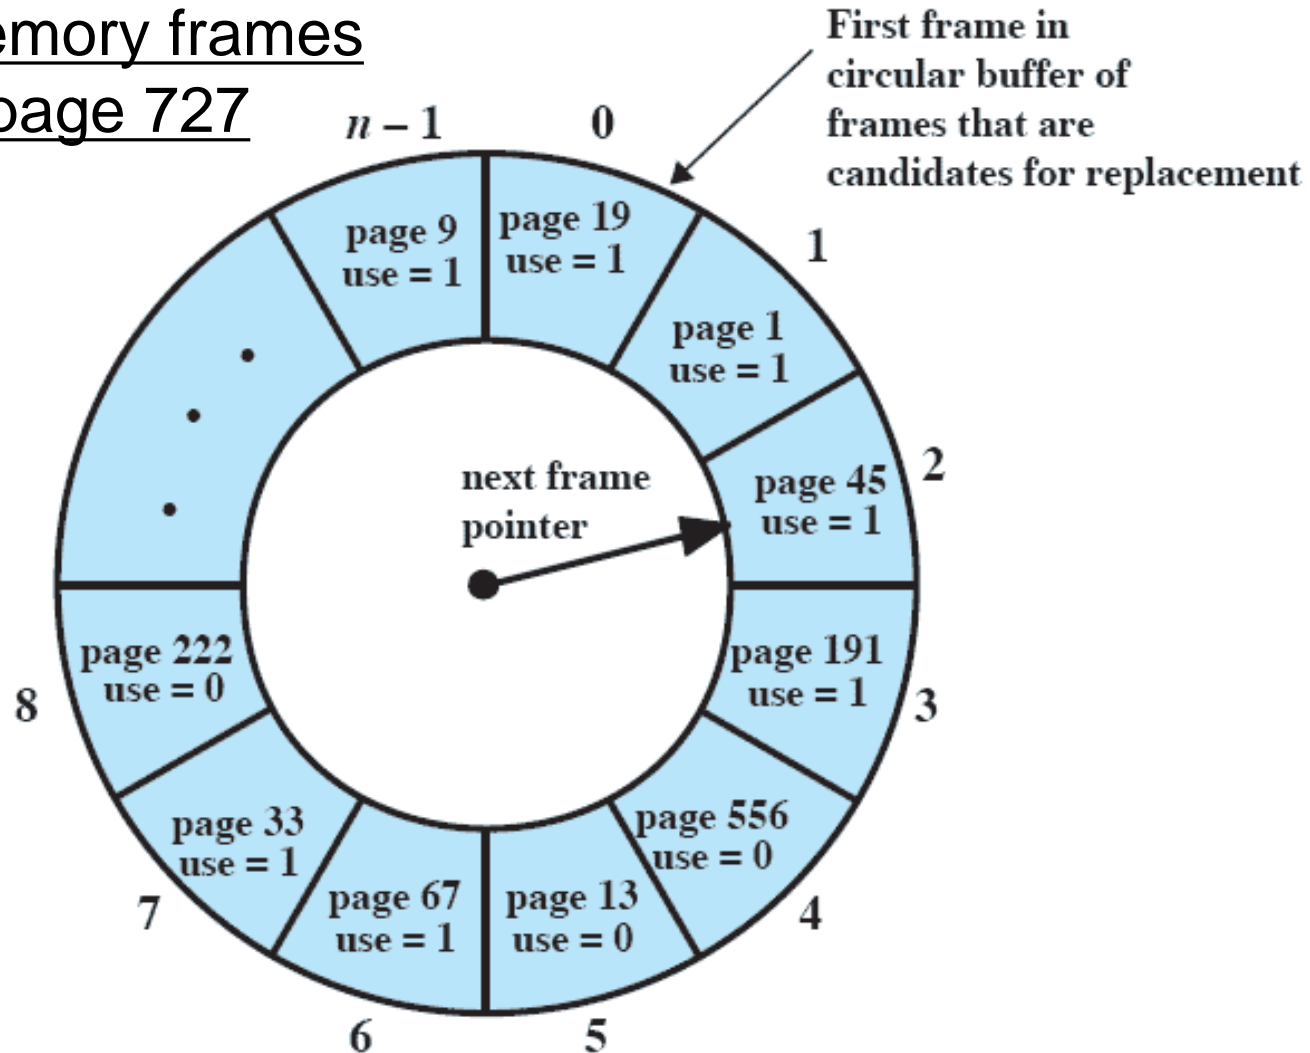 emory frames
page 727
First frame in
circular buffer of
frames that are
candidates for replacement
n – 1
0
page 9
use = 1
page 19
use = 1
1
page 1
use = 1
2
page 45
use = 1
next frame
pointer
page 191
use = 1
3
page 556
use = 0
4
page 13
use = 0
5
page 67
use = 1
6
page 33
use = 1
7
page 222
use = 0
8